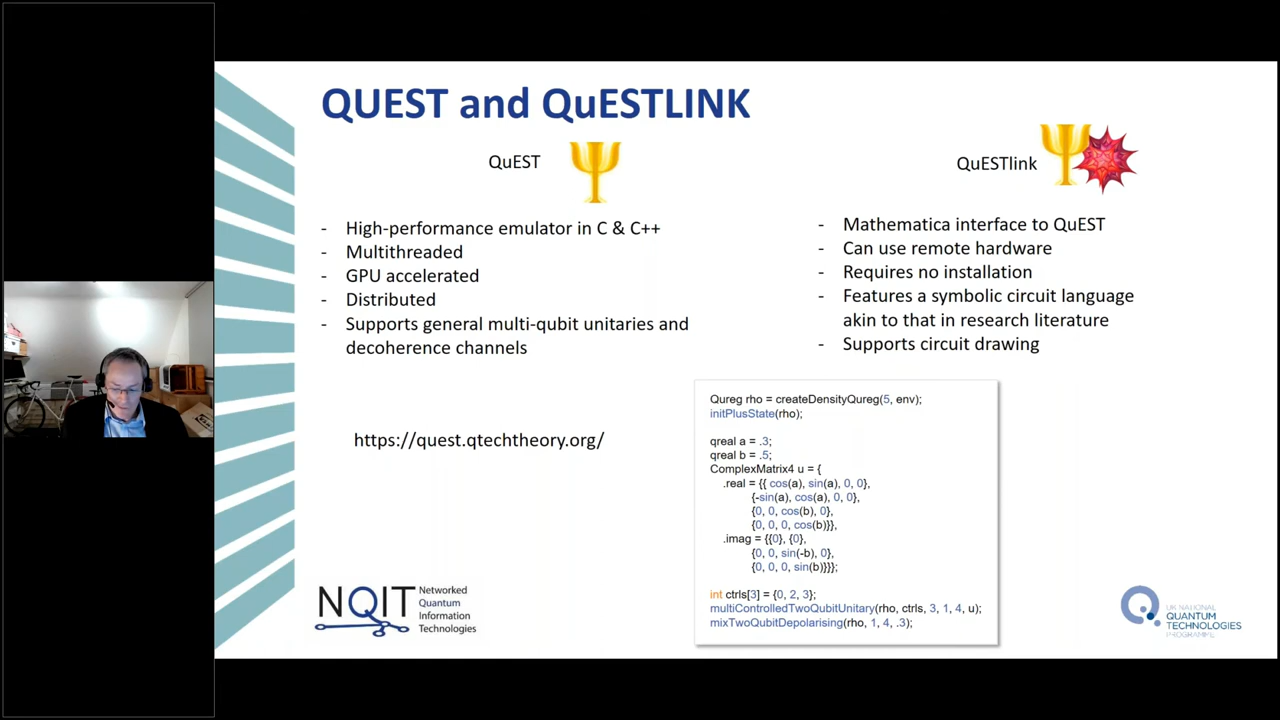 QUEST and QuESTLINK
QuEST
QuESTlink
- High-performance emulator in C & C++
- Multithreaded
- GPU accelerated
- Distributed
- Supports general multi-qubit unitaries and
decoherence channels
https://quest.qtechtheory.org/
- Mathematica interface to QuEST
- Can use remote hardware
- Requires no installation
- Features a symbolic circuit language
akin to that in research literature
- Supports circuit drawing
Qureg rho = createDensityQureg(5, env);
initPlusState(rho);
qreal a = .3;
qreal b = .5;
ComplexMatrix4 u = {
.real = {{ cos(a), sin(a), 0, 0},
{-sin(a), cos(a), 0, 0},
{0, 0, cos(b), 0},
{0, 0, 0, cos(b)}},
.imag = {{0}, {0},
{0, 0, sin(-b), 0},
{0, 0, 0, sin(b)}}};
int ctrls[3] = {0, 2, 3};
multiControlledTwoQubitUnitary(rho, ctrls, 3, 1, 4, u);
mixTwoQubitDepolarising(rho, 1, 4, .3);
NQIT
Networked
Quantum
Information
Technologies
UK NATIONAL
QUANTUM
TECHNOLOGIES
PROGRAMME